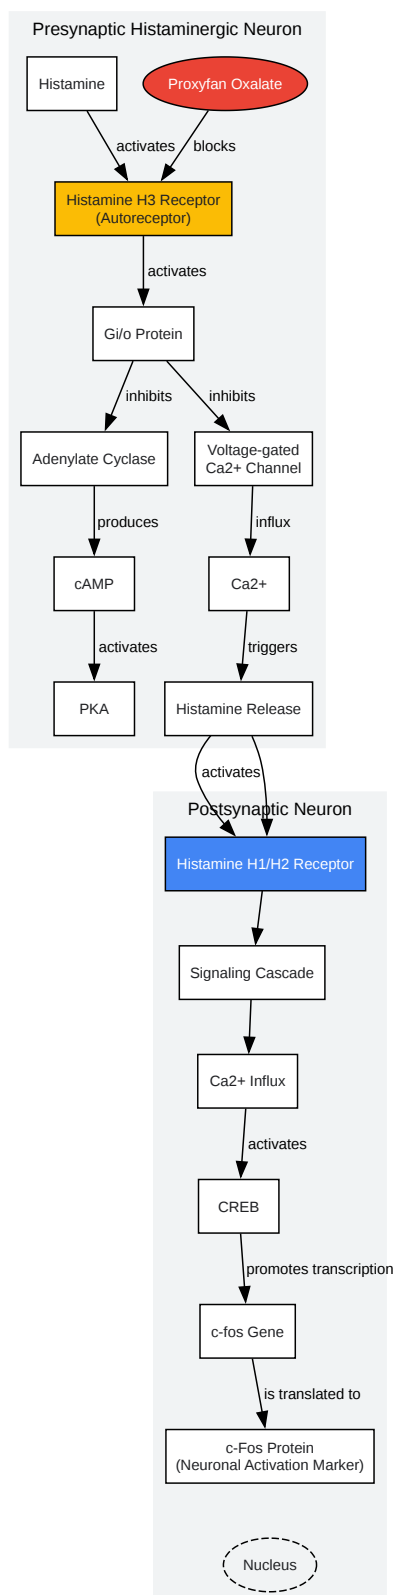 Presynaptic Histaminergic Neuron
Histamine
Proxyfan Oxalate
activates
blocks
Histamine H3 Receptor
(Autoreceptor)
activates
Gi/o Protein
inhibits
inhibits
Adenylate Cyclase
Voltage-gated
Ca2+ Channel
produces
influx
cAMP
Ca2+
activates
triggers
PKA
Histamine Release
activates
Postsynaptic Neuron
Histamine H1/H2 Receptor
Signaling Cascade
Ca2+ Influx
activates
CREB
promotes transcription
c-fos Gene
is translated to
c-Fos Protein
(Neuronal Activation Marker)
Nucleus